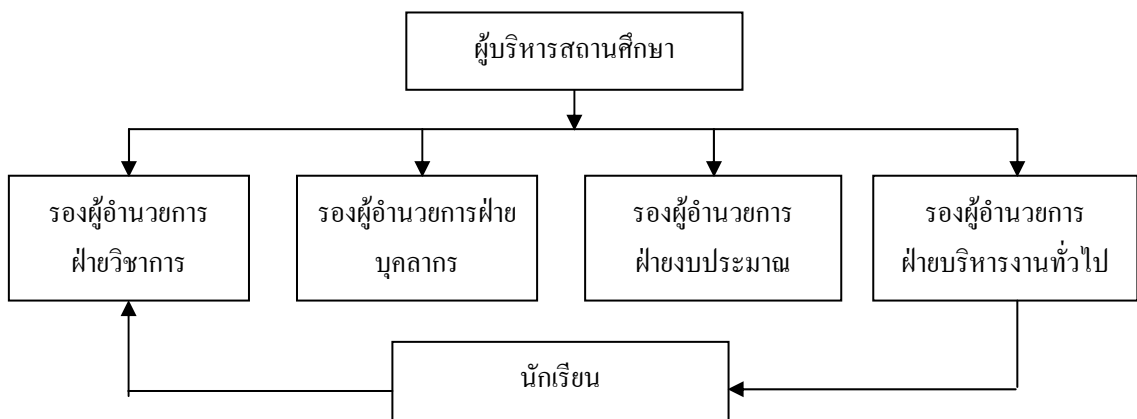 ผู้บริหารสถานศึกษา
รองผู้อำนวยการ
ฝ่ายวิชาการ
รองผู้อำนวยการฝ่าย
บุคลากร
รองผู้อำนวยการ
ฝ่ายงบประมาณ
รองผู้อำนวยการ
ฝ่ายบริหารงานทั่วไป
นักเรียน